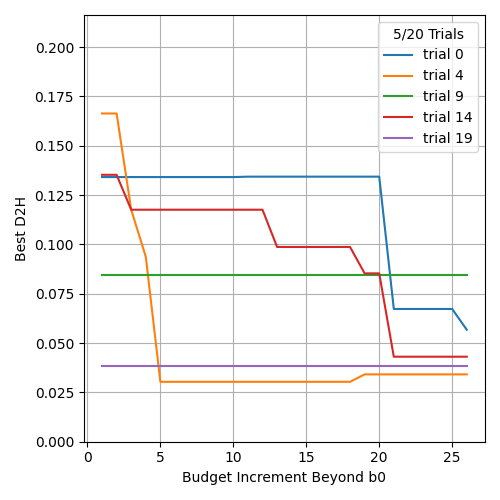 5/20 Trials
trial 0
trial 4
trial 9
trial 14
trial 19
0.200
0.175
0.150
0.125
0.100
0.075
0.050
0.025
0.000
Best D2H
0 5 10 15 20 25
Budget Increment Beyond b0